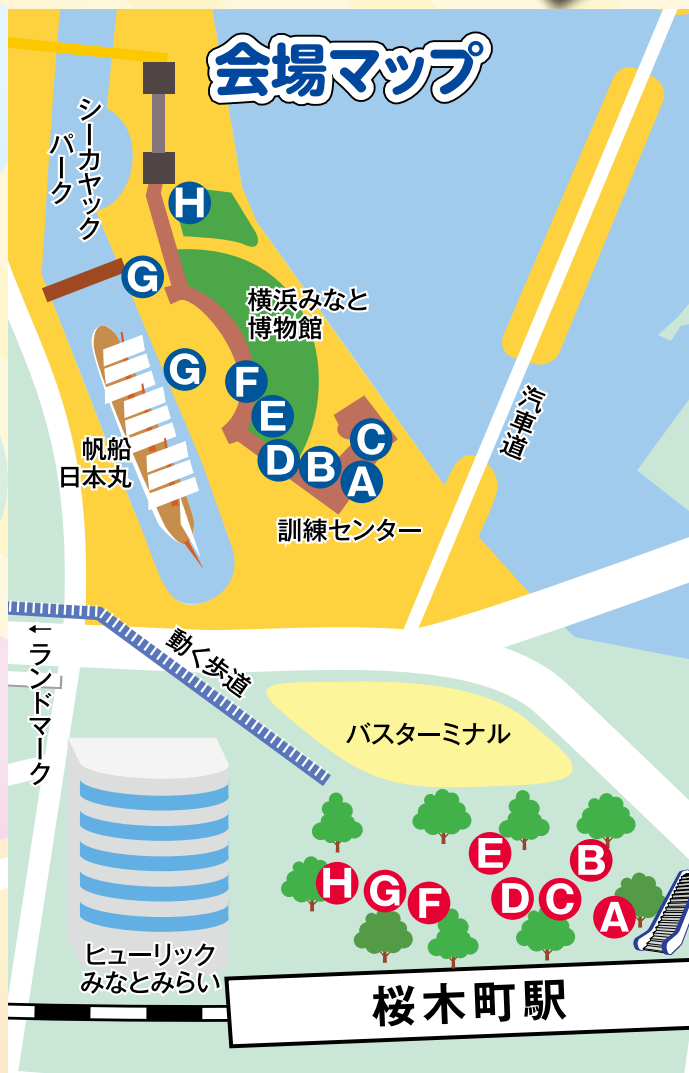 会場マップ
シーカヤック
パーク
H
G
横浜みなと
博物館
G
F
E
D
B
C
A
汽車道
帆船
日本丸
訓練センター
動く歩道
←ランドマーク
バスターミナル
E
B
H
G
F
D
C
A
ヒューリック
みなとみらい
桜木町駅